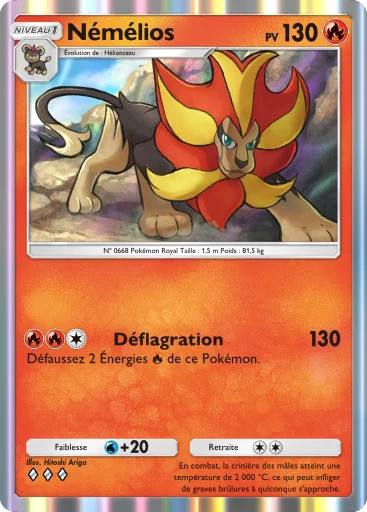 NIVEAU 1
Némélios
PV 130
Évolution de : Hélionceau
N° 0668 Pokémon Royal Taille : 1,5 m Poids : 81,5 kg
Déflagration 130
Défaussez 2 Énergies de ce Pokémon.
Faiblesse +20 Retraite
Illus. Hitoshi Ariga
En combat, la crinière des mâles atteint une
température de 2 000 °C, ce qui peut infliger
de graves brûlures à quiconque s'approche.